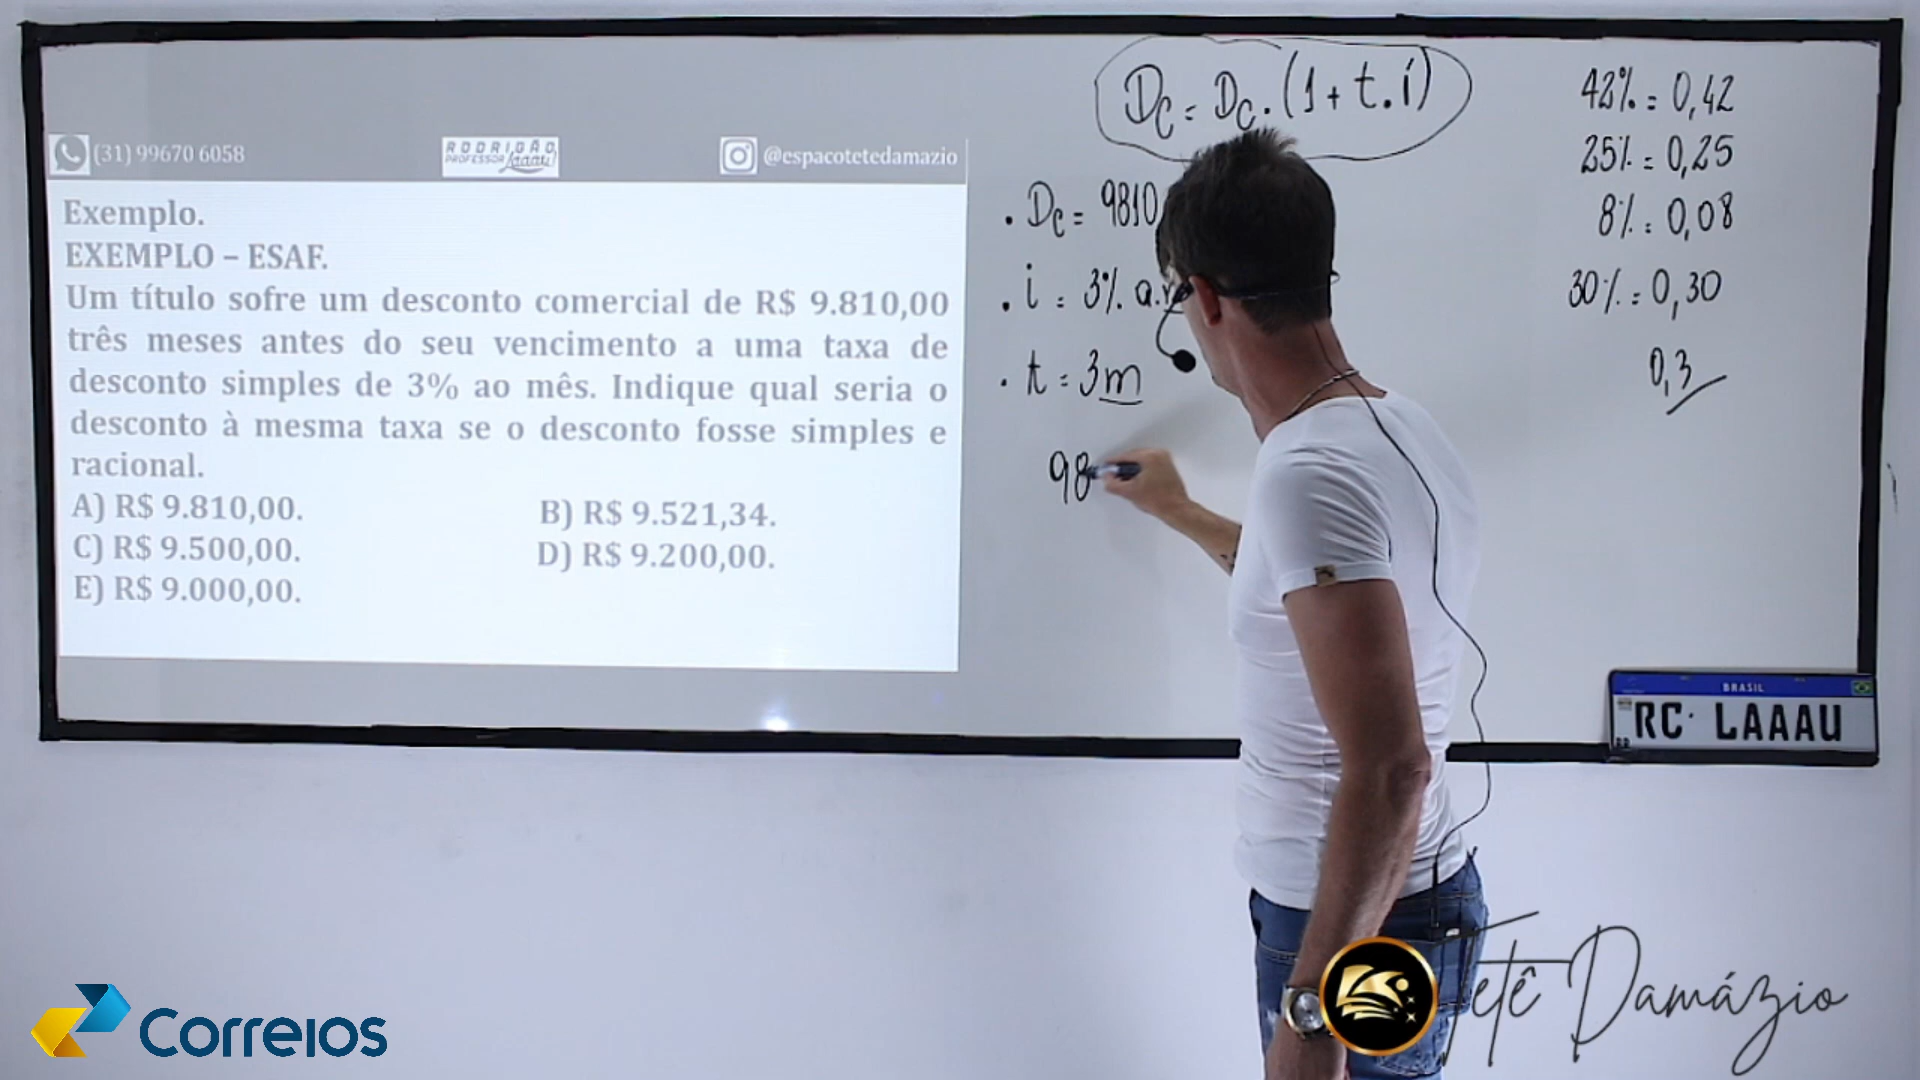 (31) 99670 6058
RODRIGÃO
PROFESSOR Laaau!
@espacotetedamazio
Exemplo.
EXEMPLO – ESAF.
Um título sofre um desconto comercial de R$ 9.810,00
três meses antes do seu vencimento a uma taxa de
desconto simples de 3% ao mês. Indique qual seria o
desconto à mesma taxa se o desconto fosse simples e
racional.
A) R$ 9.810,00.
B) R$ 9.521,34.
C) R$ 9.500,00.
D) R$ 9.200,00.
E) R$ 9.000,00.
Dc = Dc . (1 + t . i)
. Dc = 9810
. i = 3% a.
. t = 3m
98
42% = 0,42
25% = 0,25
8% = 0,08
30% = 0,30
0,3
BRASIL
RC LAAAU
BR
Correios
Tetê Damázio